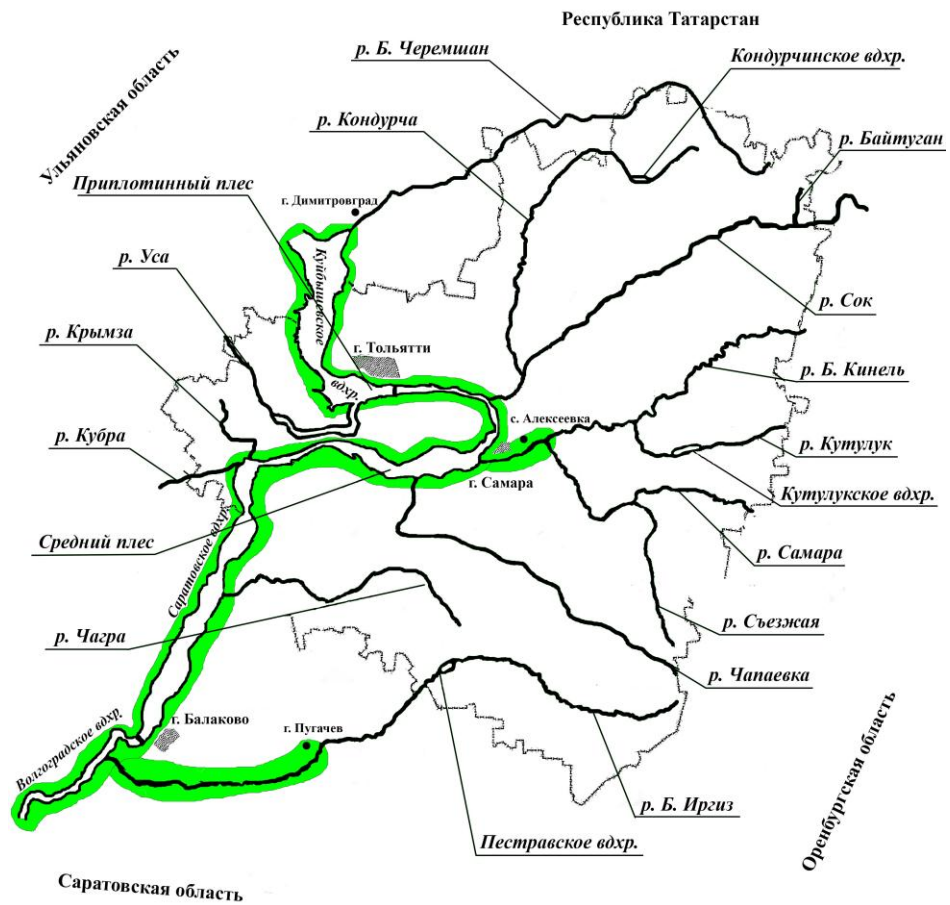 Республика Татарстан
р. Б. Черемшан
Кондурчинское вдхр.
Ульяновская область
р. Кондурча
р. Байтуган
Приплотинный плес
г. Димитровград
р. Уса
Куйбышевское
вдхр.
р. Сок
р. Крымза
г. Тольятти
р. Б. Кинель
р. Кубра
с. Алексеевка
р. Кутулук
г. Самара
Кутулукское вдхр.
Средний плес
Саратовское вдхр.
р. Самара
р. Чагра
р. Съезжая
р. Чапаевка
г. Балаково
г. Пугачев
Волгоградское вдхр.
р. Б. Иргиз
Пестравское вдхр.
Оренбургская область
Саратовская область